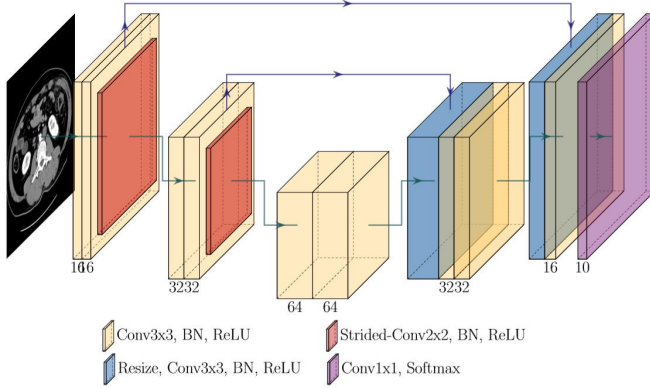 1616
3232
64 64
3232
16 10
Conv3x3, BN, ReLU
Strided-Conv2x2, BN, ReLU
Resize, Conv3x3, BN, ReLU
Conv1x1, Softmax